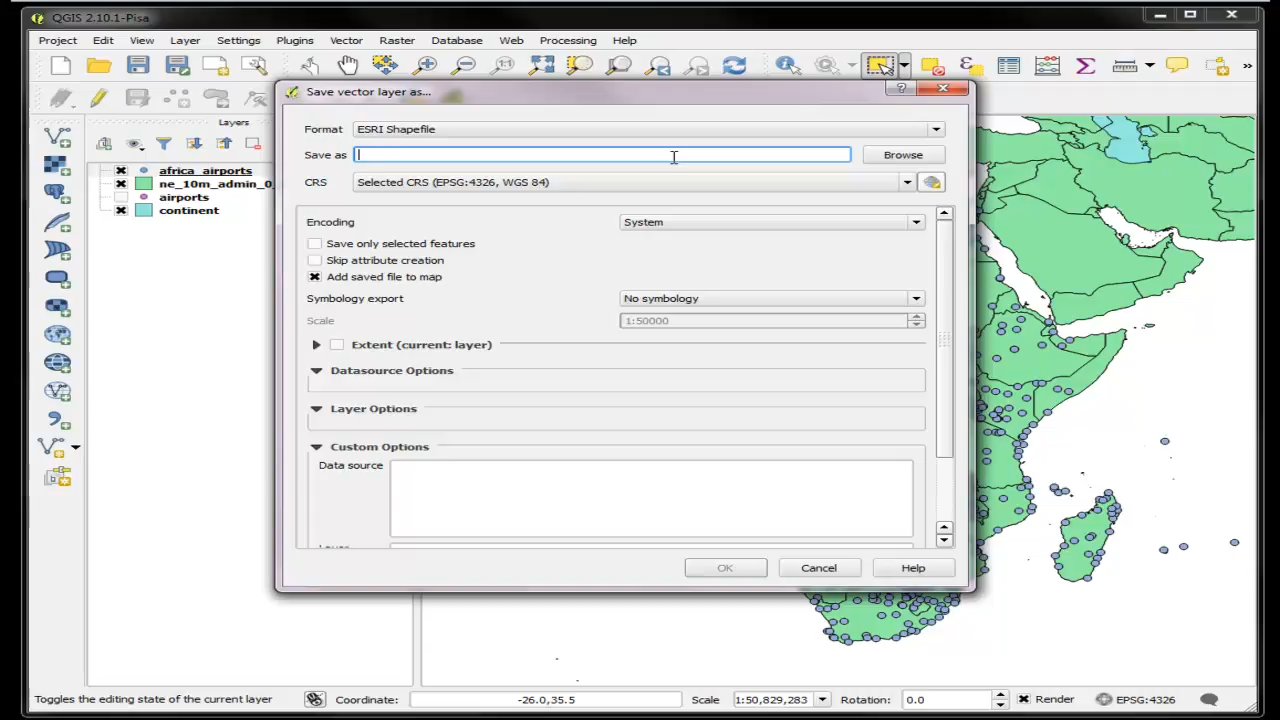 QGIS 2.10.1-Pisa
Project Edit View Layer Settings Plugins Vector Raster Database Web Processing Help
Save vector layer as...
Format ESRI Shapefile
Save as Browse
CRS Selected CRS (EPSG:4326, WGS 84)
Layers
africa_airports
ne_10m_admin_0_
airports
continent
Encoding System
Save only selected features
Skip attribute creation
Add saved file to map
Symbology export No symbology
Scale 1:50000
Extent (current: layer)
Datasource Options
Layer Options
Custom Options
Data source
OK Cancel Help
Toggles the editing state of the current layer Coordinate: -26.0,35.5 Scale 1:50,829,283 Rotation: 0.0 Render EPSG:4326